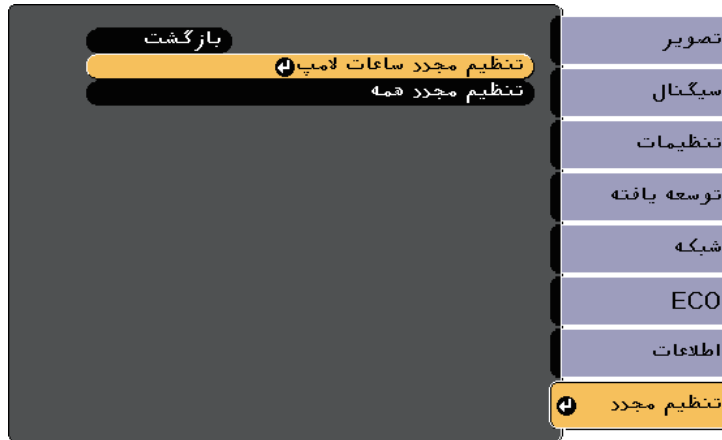 بازگشت
تنظیم مجدد ساعات لامپ
تنظیم مجدد همه
تصویر
سیگنال
تنظیمات
توسعه یافته
شبکه
ECO
اطلاعات
تنظیم مجدد